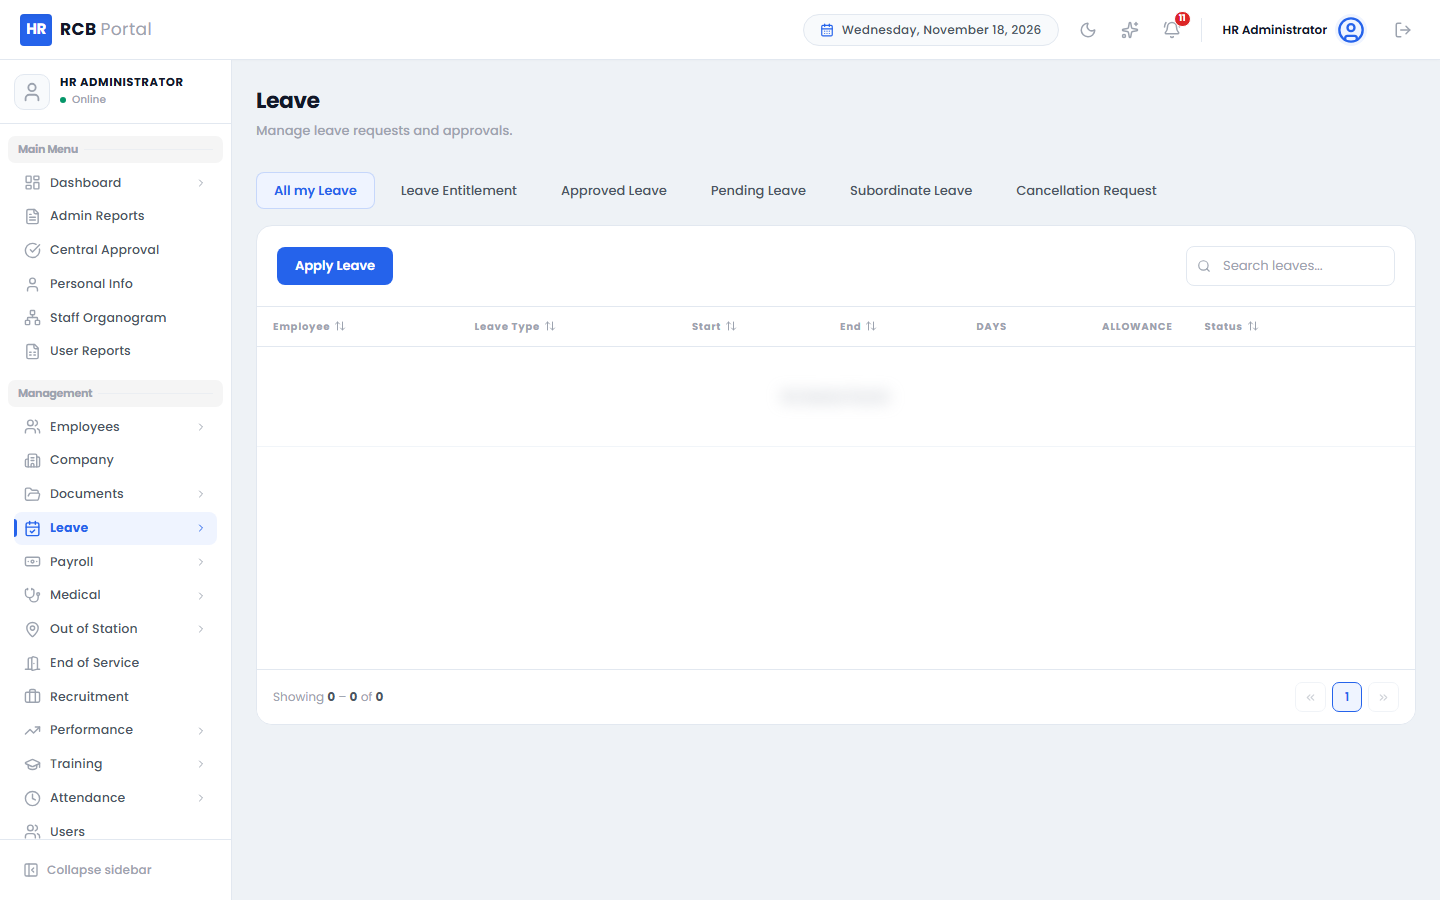 HR RCB Portal
Wednesday, November 18, 2026
11
HR Administrator
HR ADMINISTRATOR
Online
Main Menu
Dashboard
Admin Reports
Central Approval
Personal Info
Staff Organogram
User Reports
Management
Employees
Company
Documents
Leave
Payroll
Medical
Out of Station
End of Service
Recruitment
Performance
Training
Attendance
Users
Collapse sidebar
Leave
Manage leave requests and approvals.
All my Leave Leave Entitlement Approved Leave Pending Leave Subordinate Leave Cancellation Request
Apply Leave
Search leaves...
Employee Leave Type Start End DAYS ALLOWANCE Status
Showing 0 – 0 of 0
« 1 »